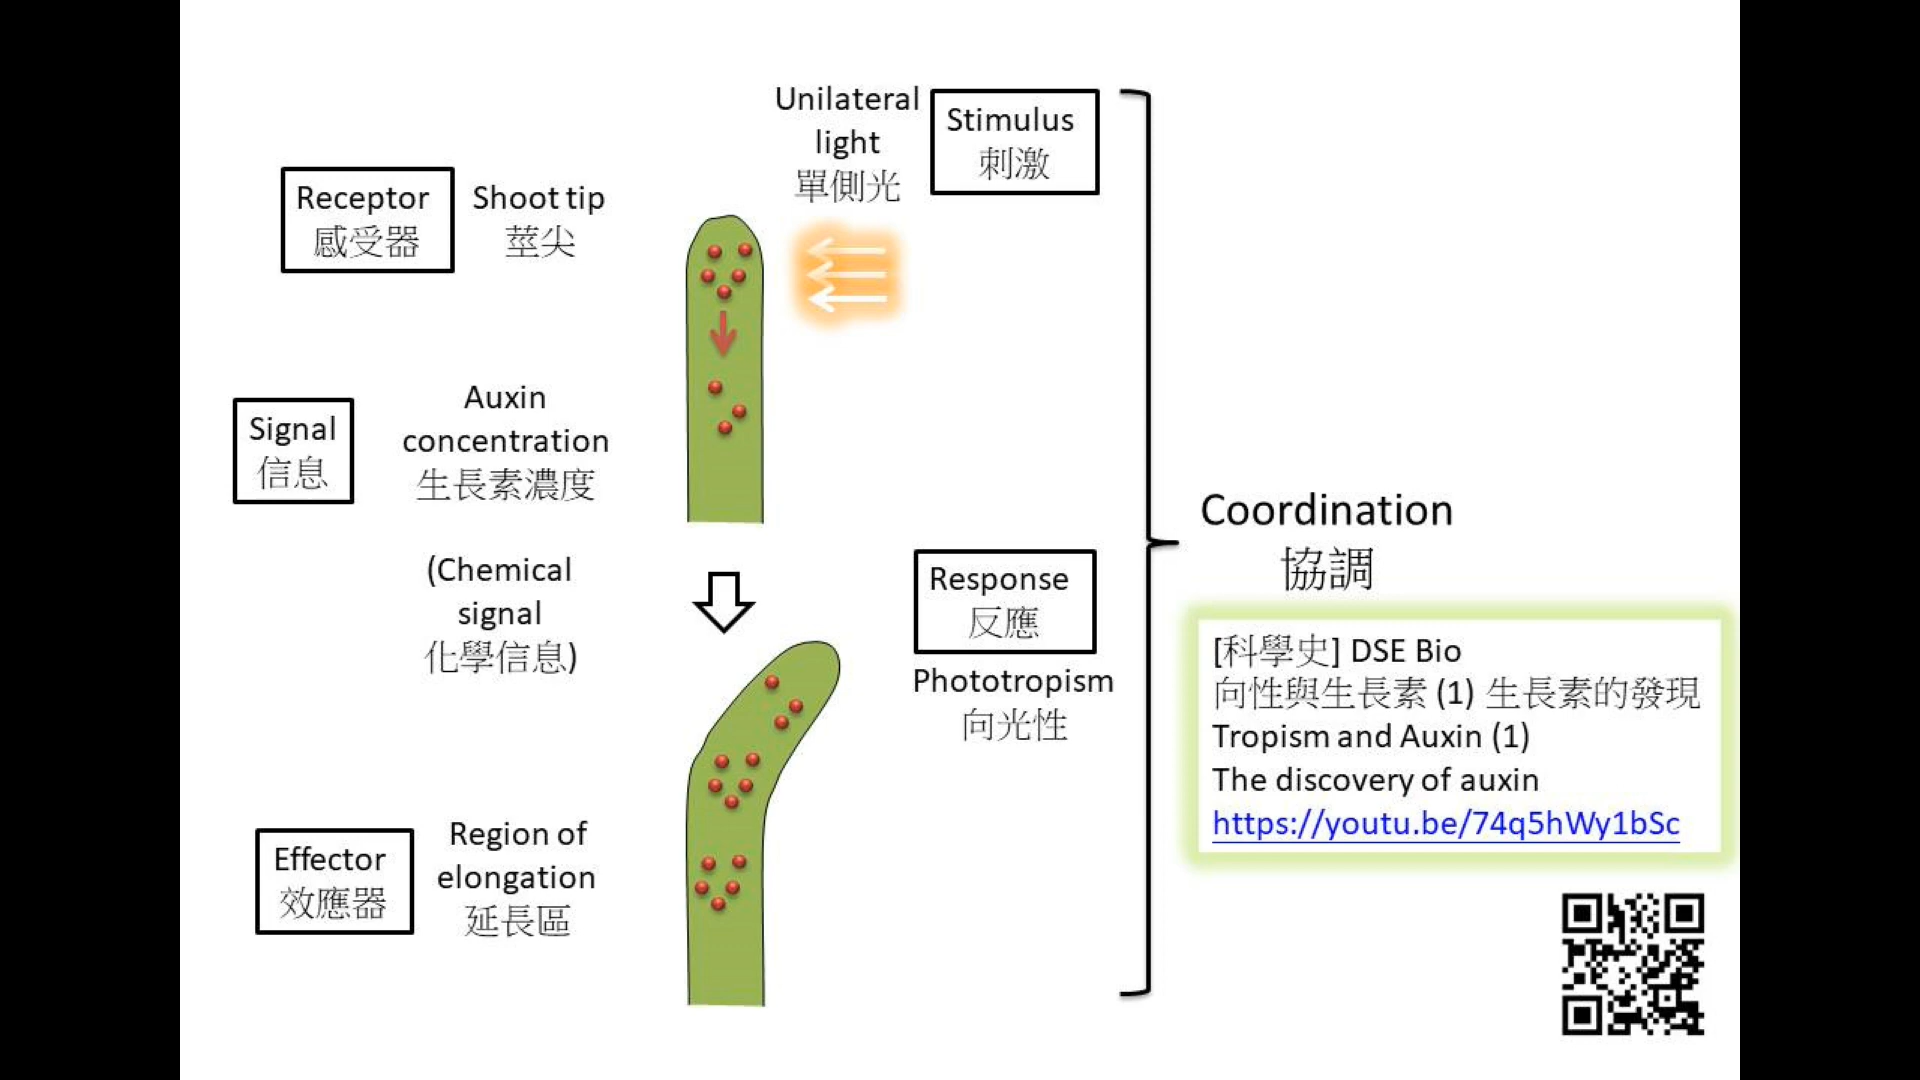 Unilateral
light
單側光
Stimulus
刺激
Receptor
感受器
Shoot tip
莖尖
Signal
信息
Auxin
concentration
生長素濃度
(Chemical
signal
化學信息)
Response
反應
Phototropism
向光性
Effector
效應器
Region of
elongation
延長區
Coordination
協調
[科學史] DSE Bio
向性與生長素 (1) 生長素的發現
Tropism and Auxin (1)
The discovery of auxin
https://youtu.be/74q5hWy1bSc